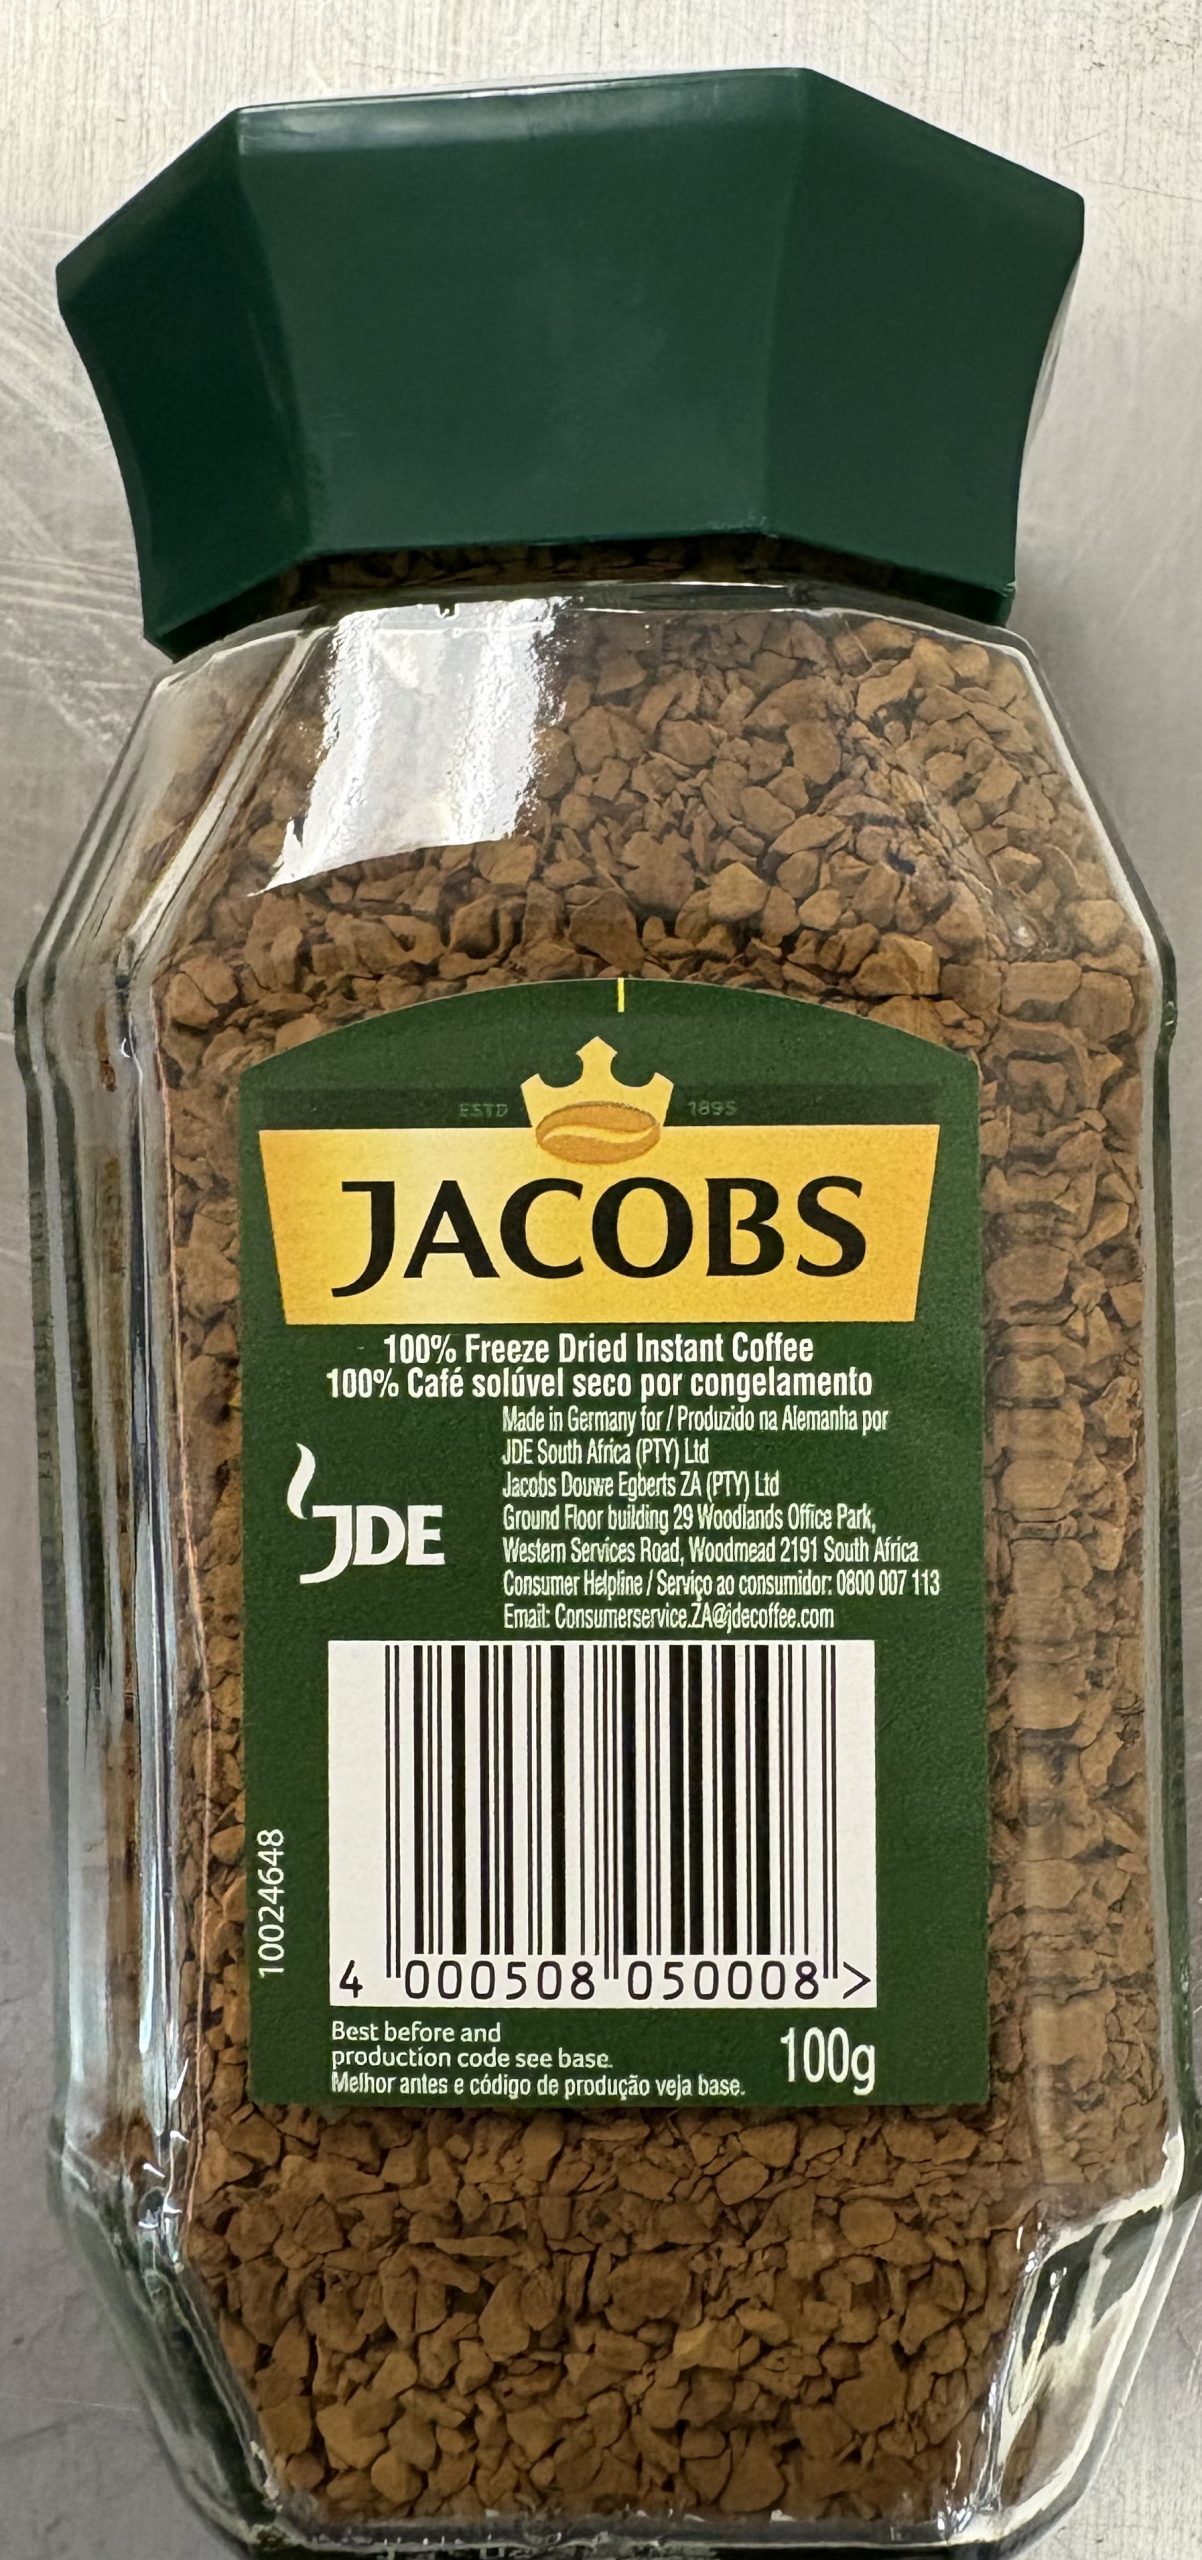 ESTD 1895
JACOBS
100% Freeze Dried Instant Coffee
100% Café solúvel seco por congelamento
Made in Germany for / Produzido na Alemanha por
JDE South Africa (PTY) Ltd
Jacobs Douwe Egberts ZA (PTY) Ltd
Ground Floor building 29 Woodlands Office Park,
Western Services Road, Woodmead 2191 South Africa
Consumer Helpline / Serviço ao consumidor: 0800 007 113
Email: Consumerservice.ZA@jdecoffee.com
JDE
10024648
4 000508 050008 >
Best before and
production code see base.
Melhor antes e código de produção veja base.
100g